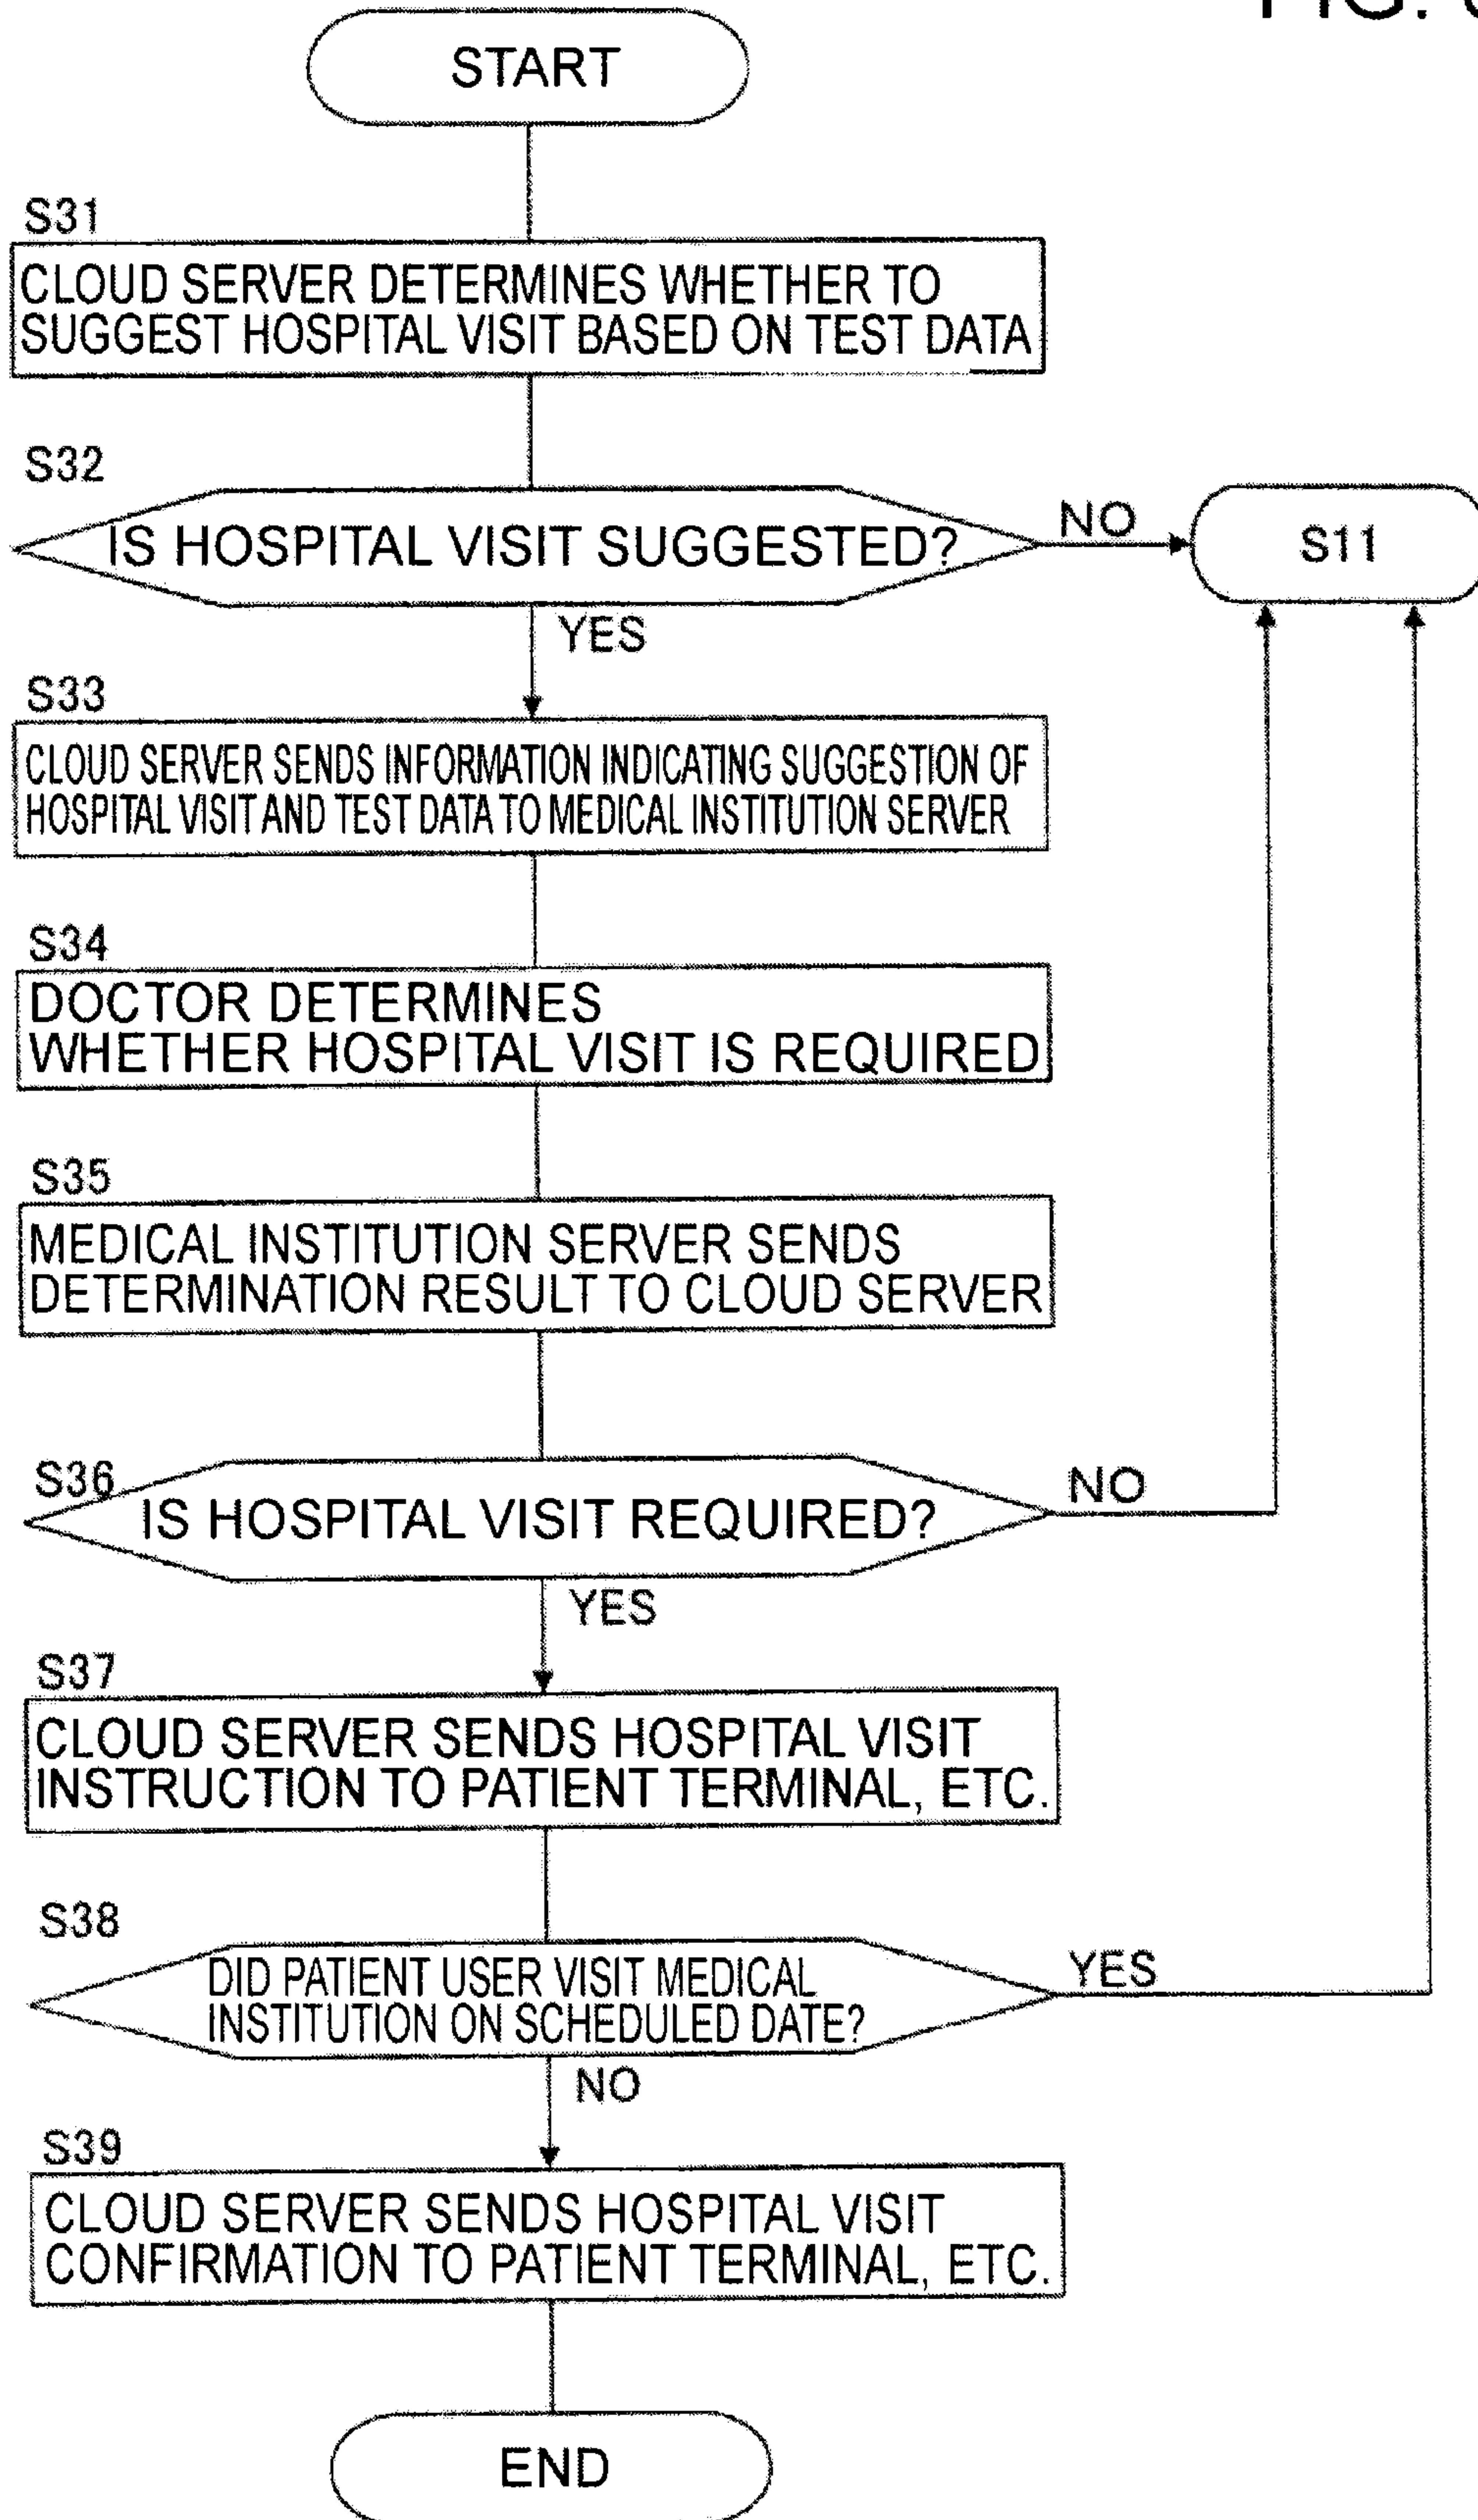 FIG.
START
S31
CLOUD SERVER DETERMINES WHETHER TO
SUGGEST HOSPITAL VISIT BASED ON TEST DATA
S32
IS HOSPITAL VISIT SUGGESTED?
NO
S11
YES
S33
CLOUD SERVER SENDS INFORMATION INDICATING SUGGESTION OF
HOSPITAL VISIT AND TEST DATA TO MEDICAL INSTITUTION SERVER
S34
DOCTOR DETERMINES
WHETHER HOSPITAL VISIT IS REQUIRED
S35
MEDICAL INSTITUTION SERVER SENDS
DETERMINATION RESULT TO CLOUD SERVER
S36
IS HOSPITAL VISIT REQUIRED?
NO
YES
S37
CLOUD SERVER SENDS HOSPITAL VISIT
INSTRUCTION TO PATIENT TERMINAL, ETC.
S38
DID PATIENT USER VISIT MEDICAL
INSTITUTION ON SCHEDULED DATE?
YES
NO
S39
CLOUD SERVER SENDS HOSPITAL VISIT
CONFIRMATION TO PATIENT TERMINAL, ETC.
END